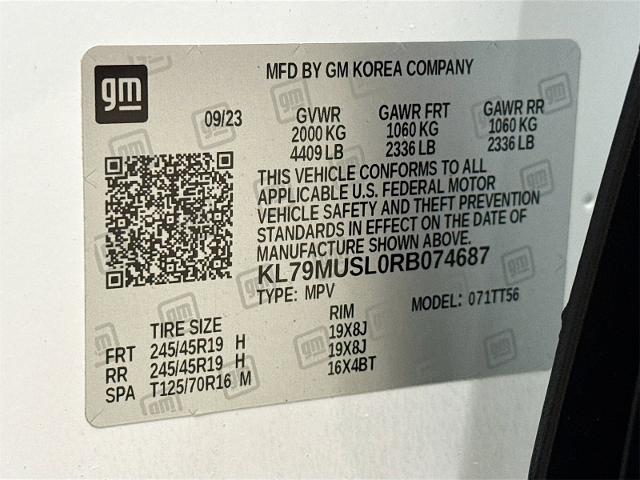 gm
MFD BY GM KOREA COMPANY
09/23
GVWR GAWR FRT GAWR RR
2000 KG 1060 KG 1060 KG
4409 LB 2336 LB 2336 LB
THIS VEHICLE CONFORMS TO ALL
APPLICABLE U.S. FEDERAL MOTOR
VEHICLE SAFETY AND THEFT PREVENTION
STANDARDS IN EFFECT ON THE DATE OF
MANUFACTURE SHOWN ABOVE.
KL79MUSL0RB074687
TYPE: MPV MODEL: 071TT56
TIRE SIZE RIM
FRT 245/45R19 H 19X8J
RR 245/45R19 H 19X8J
SPA T125/70R16 M 16X4BT